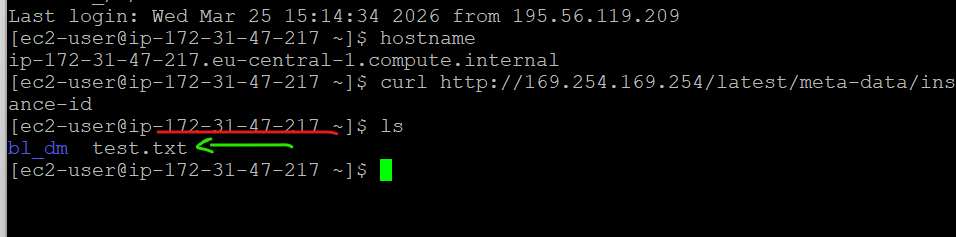 Last login: Wed Mar 25 15:14:34 2026 from 195.56.119.209
[ec2-user@ip-172-31-47-217 ~]$ hostname
ip-172-31-47-217.eu-central-1.compute.internal
[ec2-user@ip-172-31-47-217 ~]$ curl http://169.254.169.254/latest/meta-data/ins
ance-id
[ec2-user@ip-172-31-47-217 ~]$ ls
bl_dm  test.txt
[ec2-user@ip-172-31-47-217 ~]$